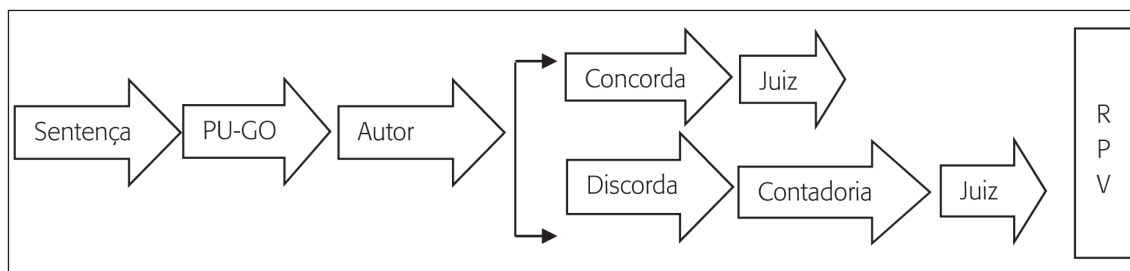 Sentença
PU-GO
Autor
Concorda
Juiz
Discorda
Contadoria
Juiz
R
P
V